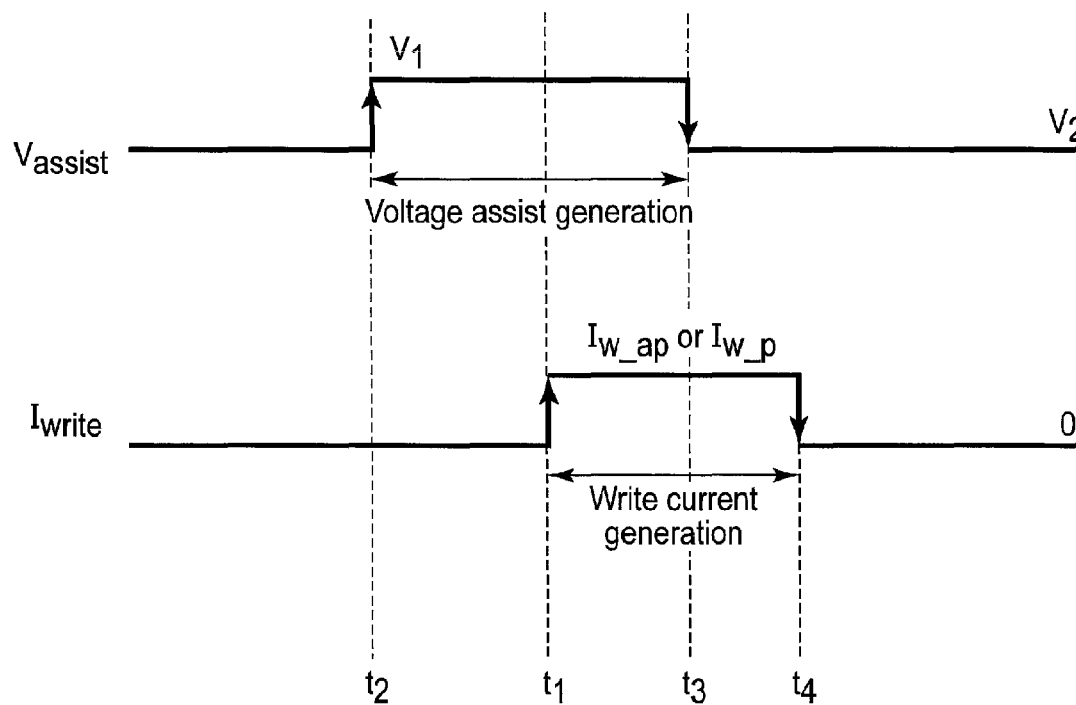 V1
Vassist
V2
Voltage assist generation
Iw_ap or Iw_p
Iwrite
0
Write current
generation
t2 t1 t3 t4